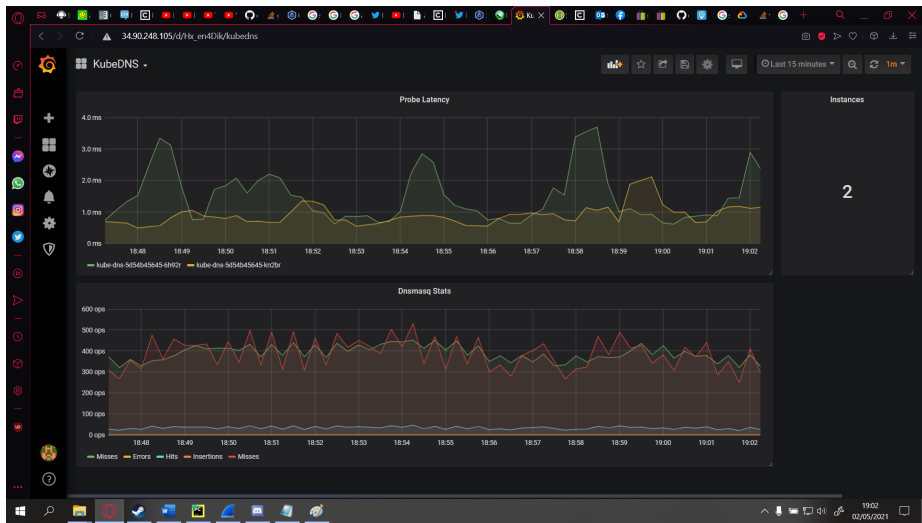 34.90.248.105/d/Hx_en4Dik/kubedns
KubeDNS
Last 15 minutes
1m
Probe Latency
4.0 ms
3.0 ms
2.0 ms
1.0 ms
0 ms
18:48 18:49 18:50 18:51 18:52 18:53 18:54 18:55 18:56 18:57 18:58 18:59 19:00 19:01 19:02
kube-dns-5d54b45645-6h92r kube-dns-5d54b45645-kn2br
Instances
2
Dnsmasq Stats
600 ops
500 ops
400 ops
300 ops
200 ops
100 ops
0 ops
18:48 18:49 18:50 18:51 18:52 18:53 18:54 18:55 18:56 18:57 18:58 18:59 19:00 19:01 19:02
Misses Errors Hits Insertions Misses
19:02
02/05/2021